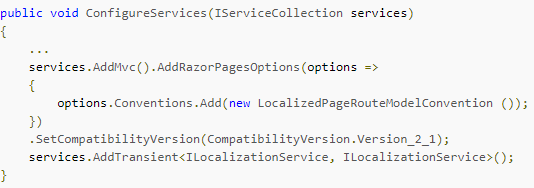 public void ConfigureServices(IServiceCollection services)
{
    ...
    services.AddMvc().AddRazorPagesOptions(options =>
    {
        options.Conventions.Add(new LocalizedPageRouteModelConvention ());
    })
    .SetCompatibilityVersion(CompatibilityVersion.Version_2_1);
    services.AddTransient<ILocalizationService, ILocalizationService>();
}